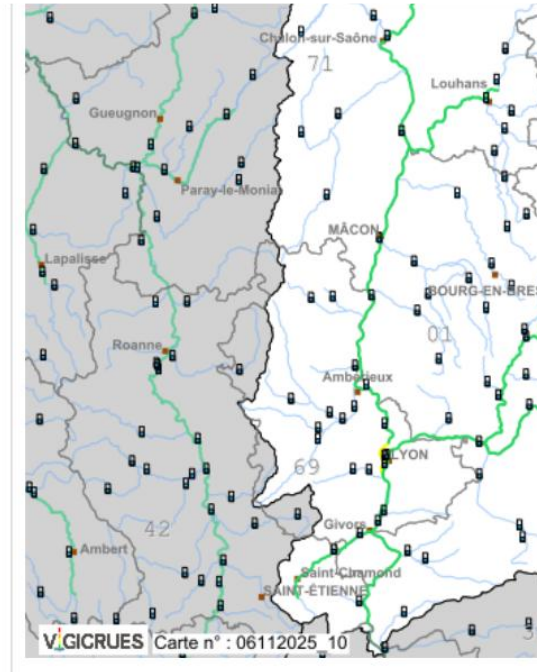 Chalon-sur-Saône
71
Louhans
Gueugnon
Paray-le-Monial
MÂCON
Lapalisse
BOURG-EN-BRES
01
Roanne
Ambérieux
LYON
69
Givors
42
Ambert
Saint-Chamond
SAINT-ÉTIENNE
VIGICRUES Carte n° : 06112025_10